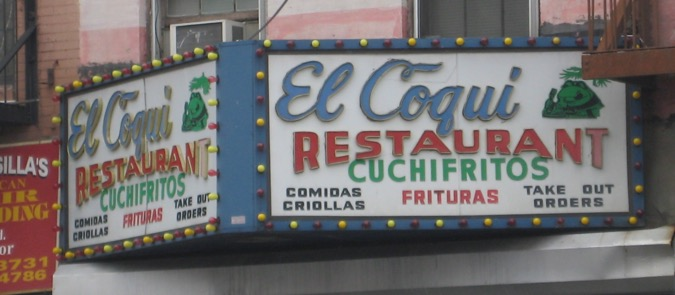 El Coqui
RESTAURANT
CUCHIFRITOS
COMIDAS
CRIOLLAS
FRITURAS
TAKE OUT
ORDERS
El Coqui
RESTAURANT
CUCHIFRITOS
COMIDAS
CRIOLLAS
FRITURAS
TAKE OUT
ORDERS